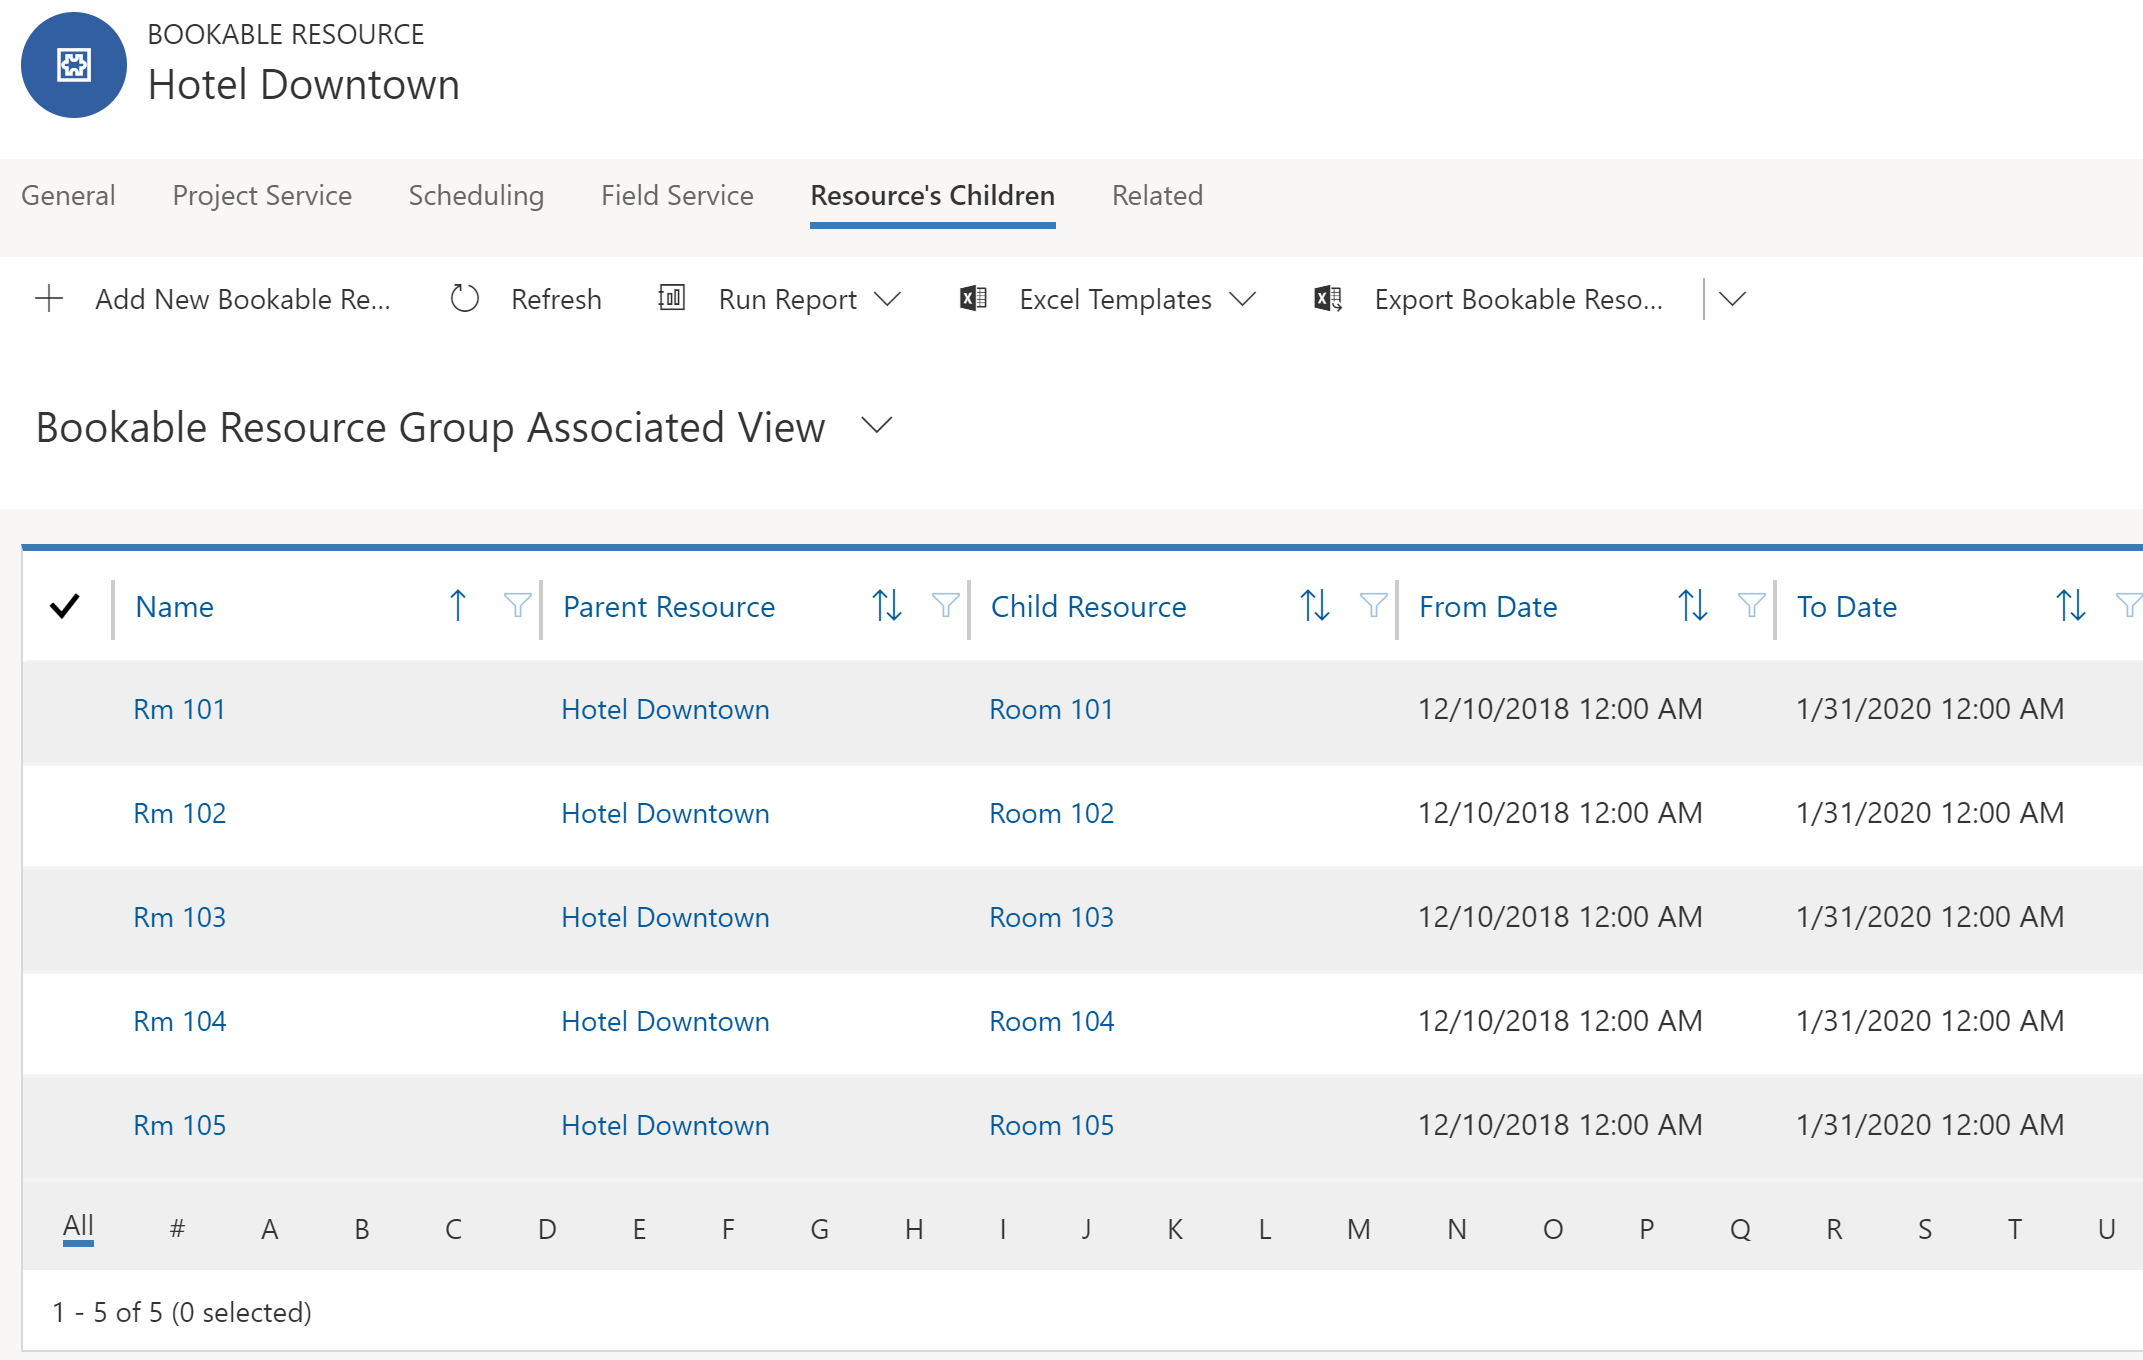 BOOKABLE RESOURCE
Hotel Downtown
General Project Service Scheduling Field Service Resource's Children Related
Add New Bookable Re... Refresh Run Report Excel Templates Export Bookable Reso...
Bookable Resource Group Associated View
Name Parent Resource Child Resource From Date To Date
Rm 101 Hotel Downtown Room 101 12/10/2018 12:00 AM 1/31/2020 12:00 AM
Rm 102 Hotel Downtown Room 102 12/10/2018 12:00 AM 1/31/2020 12:00 AM
Rm 103 Hotel Downtown Room 103 12/10/2018 12:00 AM 1/31/2020 12:00 AM
Rm 104 Hotel Downtown Room 104 12/10/2018 12:00 AM 1/31/2020 12:00 AM
Rm 105 Hotel Downtown Room 105 12/10/2018 12:00 AM 1/31/2020 12:00 AM
All # A B C D E F G H I J K L M N O P Q R S T U
1 - 5 of 5 (0 selected)